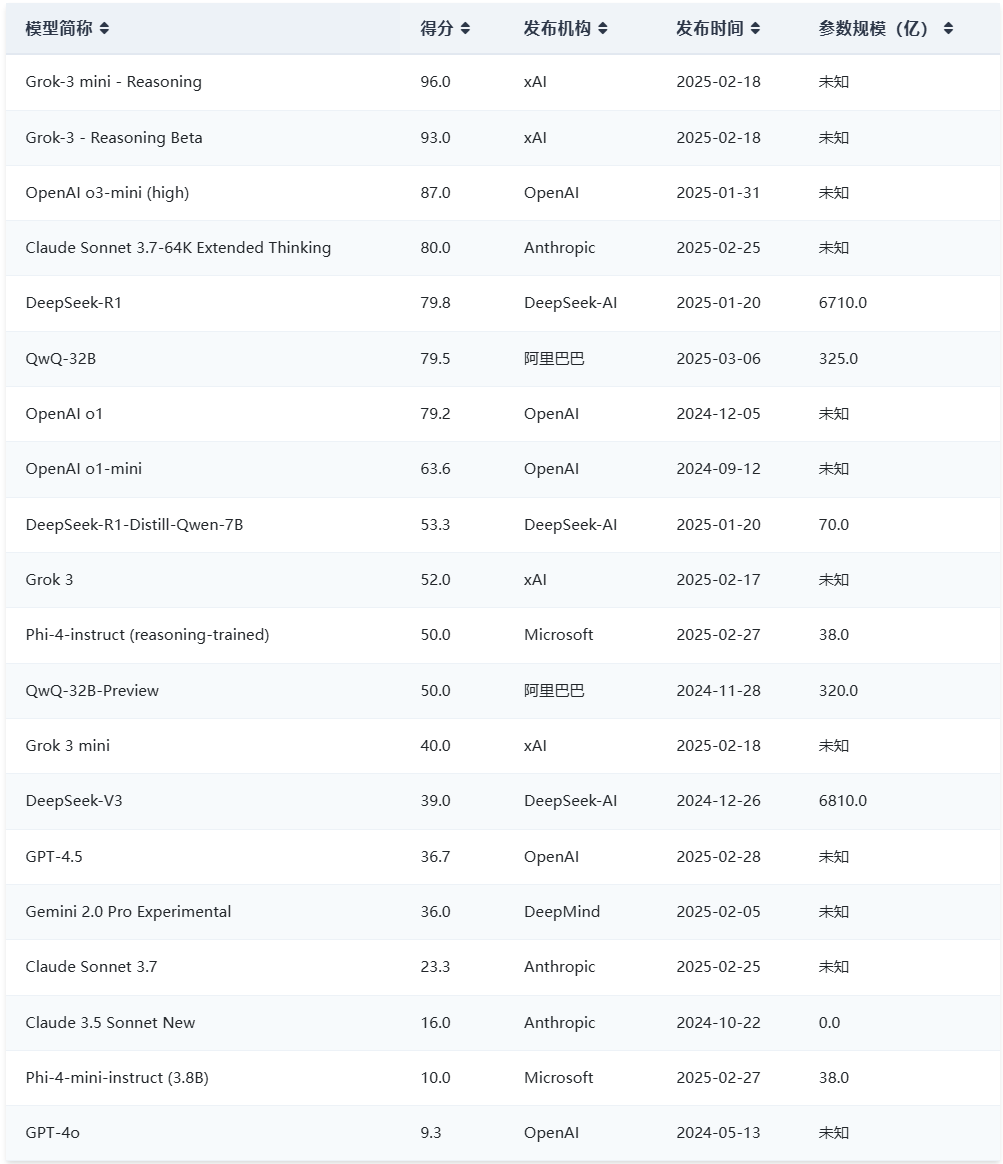 模型简称 得分 发布机构 发布时间 参数规模（亿）
Grok-3 mini - Reasoning 96.0 xAI 2025-02-18 未知
Grok-3 - Reasoning Beta 93.0 xAI 2025-02-18 未知
OpenAI o3-mini (high) 87.0 OpenAI 2025-01-31 未知
Claude Sonnet 3.7-64K Extended Thinking 80.0 Anthropic 2025-02-25 未知
DeepSeek-R1 79.8 DeepSeek-AI 2025-01-20 6710.0
QwQ-32B 79.5 阿里巴巴 2025-03-06 325.0
OpenAI o1 79.2 OpenAI 2024-12-05 未知
OpenAI o1-mini 63.6 OpenAI 2024-09-12 未知
DeepSeek-R1-Distill-Qwen-7B 53.3 DeepSeek-AI 2025-01-20 70.0
Grok 3 52.0 xAI 2025-02-17 未知
Phi-4-instruct (reasoning-trained) 50.0 Microsoft 2025-02-27 38.0
QwQ-32B-Preview 50.0 阿里巴巴 2024-11-28 320.0
Grok 3 mini 40.0 xAI 2025-02-18 未知
DeepSeek-V3 39.0 DeepSeek-AI 2024-12-26 6810.0
GPT-4.5 36.7 OpenAI 2025-02-28 未知
Gemini 2.0 Pro Experimental 36.0 DeepMind 2025-02-05 未知
Claude Sonnet 3.7 23.3 Anthropic 2025-02-25 未知
Claude 3.5 Sonnet New 16.0 Anthropic 2024-10-22 0.0
Phi-4-mini-instruct (3.8B) 10.0 Microsoft 2025-02-27 38.0
GPT-4o 9.3 OpenAI 2024-05-13 未知